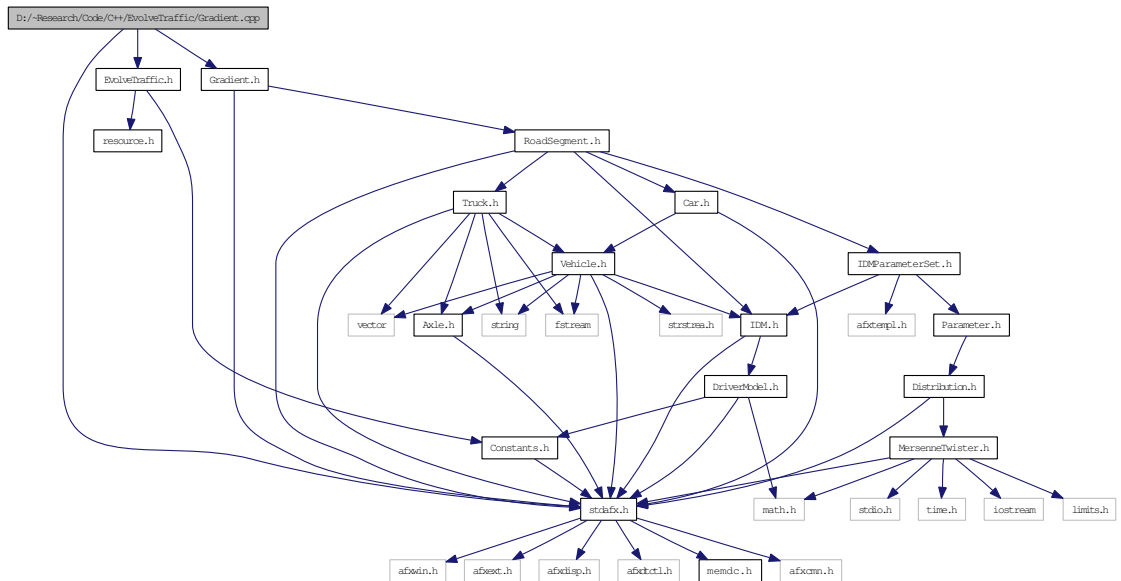 D:/~Research/Code/C++/EvolveTraffic/Gradient.cpp
EvolveTraffic.h
Gradient.h
resource.h
RoadSegment.h
Truck.h
Car.h
Vehicle.h
IDMParameterSet.h
vector
Axle.h
string
fstream
strstrea.h
IDM.h
afxtempl.h
Parameter.h
DriverModel.h
Distribution.h
Constants.h
MersenneTwister.h
stdafx.h
math.h
stdio.h
time.h
iostream
limits.h
afxwin.h
afxext.h
afxdisp.h
afxdtctl.h
memdc.h
afxcmn.h